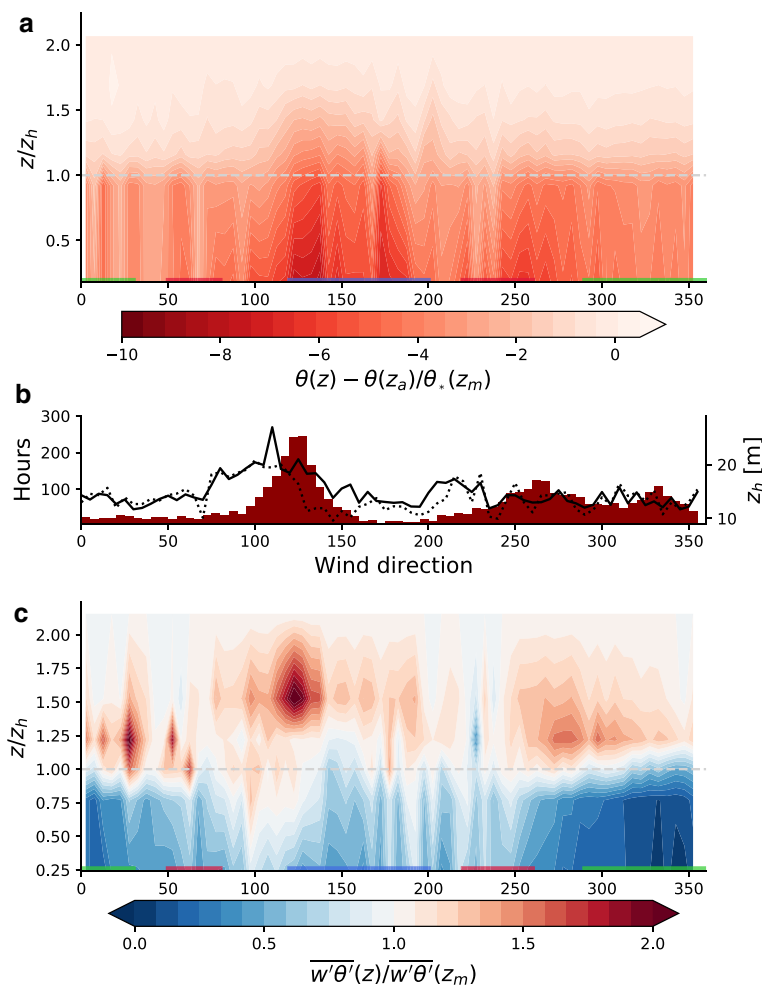 a
2.0
1.5
1.0
0.5
z/z_h
0 50 100 150 200 250 300 350
−10 −8 −6 −4 −2 0
θ(z) − θ(z_a)/θ_*(z_m)
b
300
200
100
Hours
20
10
z_h [m]
0 50 100 150 200 250 300 350
Wind direction
c
2.00
1.75
1.50
1.25
1.00
0.75
0.50
0.25
z/z_h
0 50 100 150 200 250 300 350
0.0 0.5 1.0 1.5 2.0
w′θ′(z)/w′θ′(z_m)